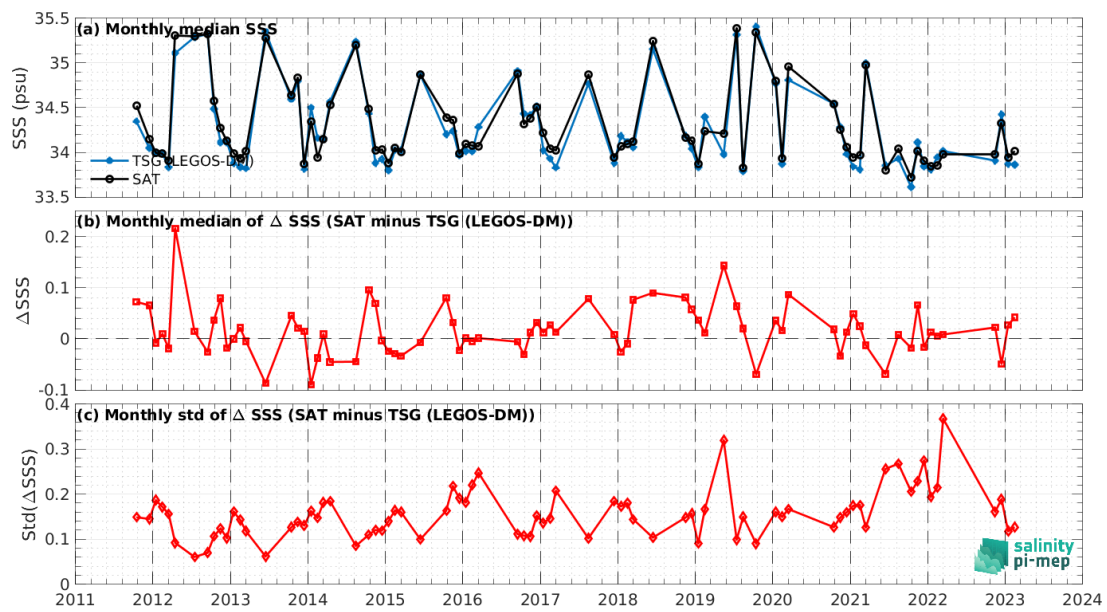 (a) Monthly median SSS
35.5
35
34.5
34
33.5
SSS (psu)
TSG (LEGOS-DM)
SAT
(b) Monthly median of Δ SSS (SAT minus TSG (LEGOS-DM))
0.2
0.1
0
-0.1
ΔSSS
(c) Monthly std of Δ SSS (SAT minus TSG (LEGOS-DM))
0.4
0.3
0.2
0.1
0
Std( ΔSSS)
salinity
pi-mep
2011 2012 2013 2014 2015 2016 2017 2018 2019 2020 2021 2022 2023 2024